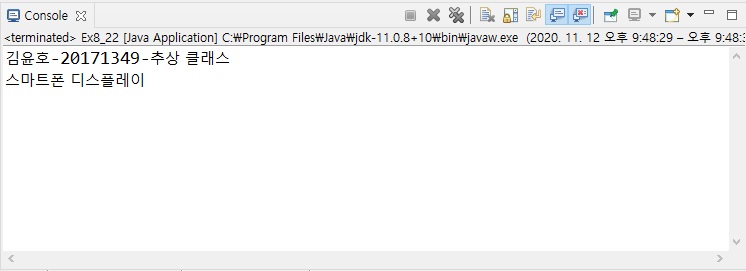 Console
<terminated> Ex8_22 [Java Application] C:₩Program Files₩Java₩jdk-11.0.8+10₩bin₩javaw.exe (2020. 11. 12 오후 9:48:29 – 오후 9:48:3
김윤호-20171349-추상 클래스
스마트폰 디스플레이